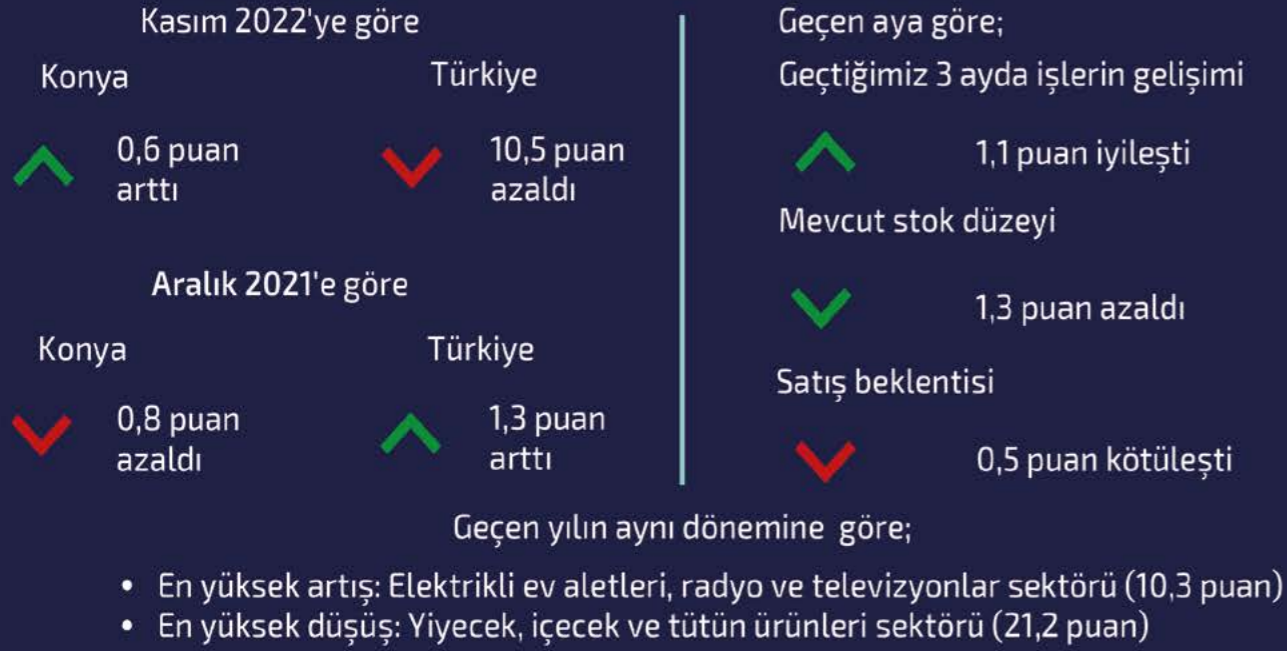 Kasım 2022'ye göre
Konya
Türkiye
0,6 puan
arttı
10,5 puan
azaldı
Aralık 2021'e göre
Konya
Türkiye
0,8 puan
azaldı
1,3 puan
arttı
Geçen aya göre;
Geçtiğimiz 3 ayda işlerin gelişimi
1,1 puan iyileşti
Mevcut stok düzeyi
1,3 puan azaldı
Satış beklentisi
0,5 puan kötüleşti
Geçen yılın aynı dönemine göre;
• En yüksek artış: Elektrikli ev aletleri, radyo ve televizyonlar sektörü (10,3 puan)
• En yüksek düşüş: Yiyecek, içecek ve tütün ürünleri sektörü (21,2 puan)